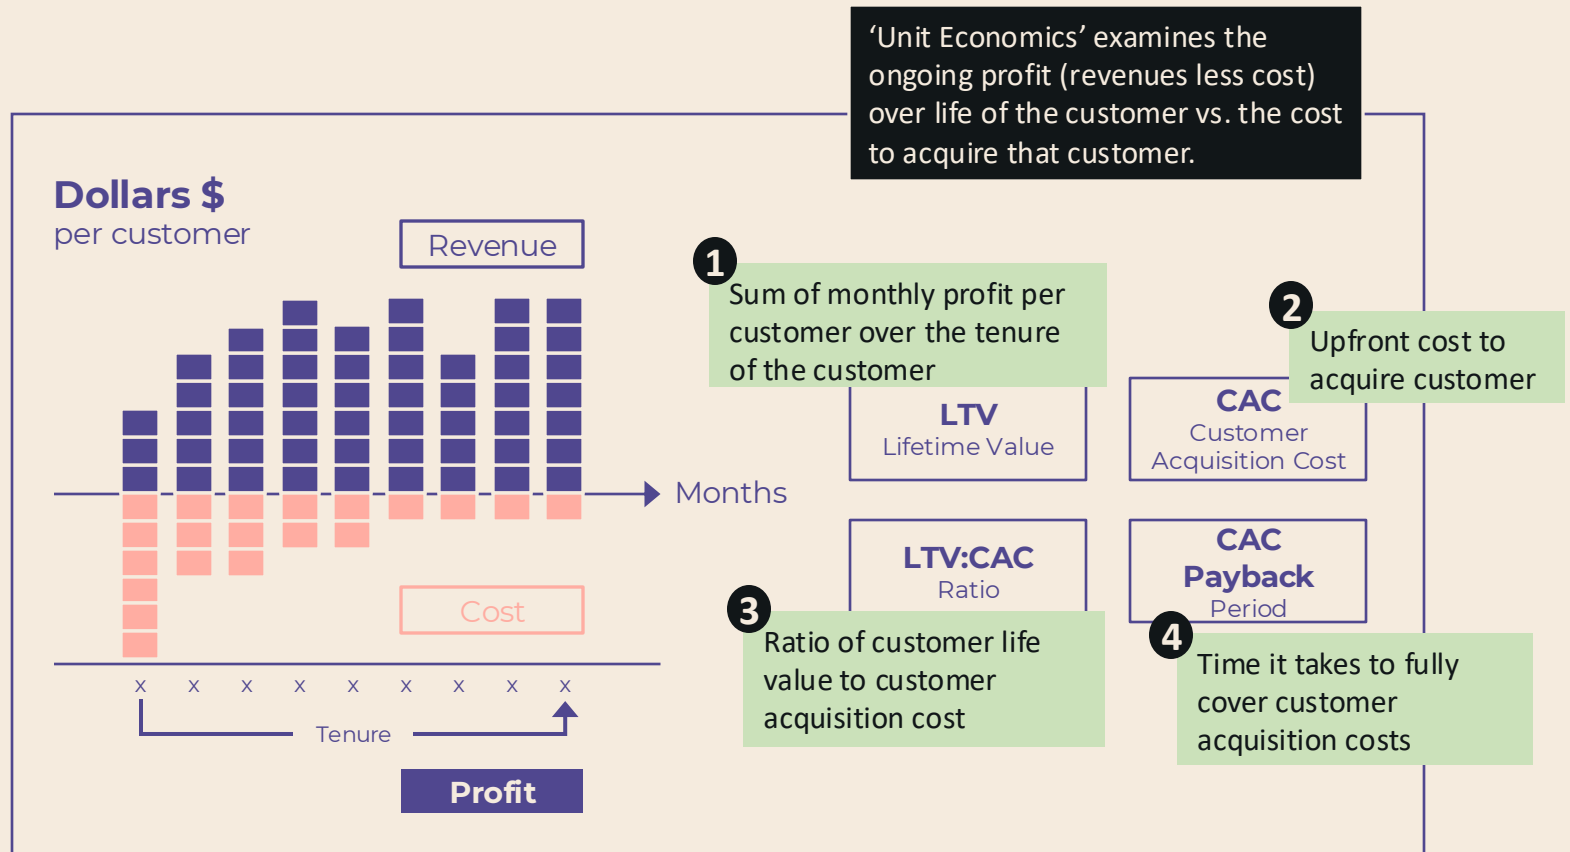 ‘Unit Economics’ examines the
ongoing profit (revenues less cost)
over life of the customer vs. the cost
to acquire that customer.
Dollars $
per customer
Revenue
Months
Cost
x x x x x x x x x
Tenure
Profit
1
Sum of monthly profit per
customer over the tenure
of the customer
LTV
Lifetime Value
2
Upfront cost to
acquire customer
CAC
Customer
Acquisition Cost
LTV:CAC
Ratio
3
Ratio of customer life
value to customer
acquisition cost
CAC
Payback
Period
4
Time it takes to fully
cover customer
acquisition costs